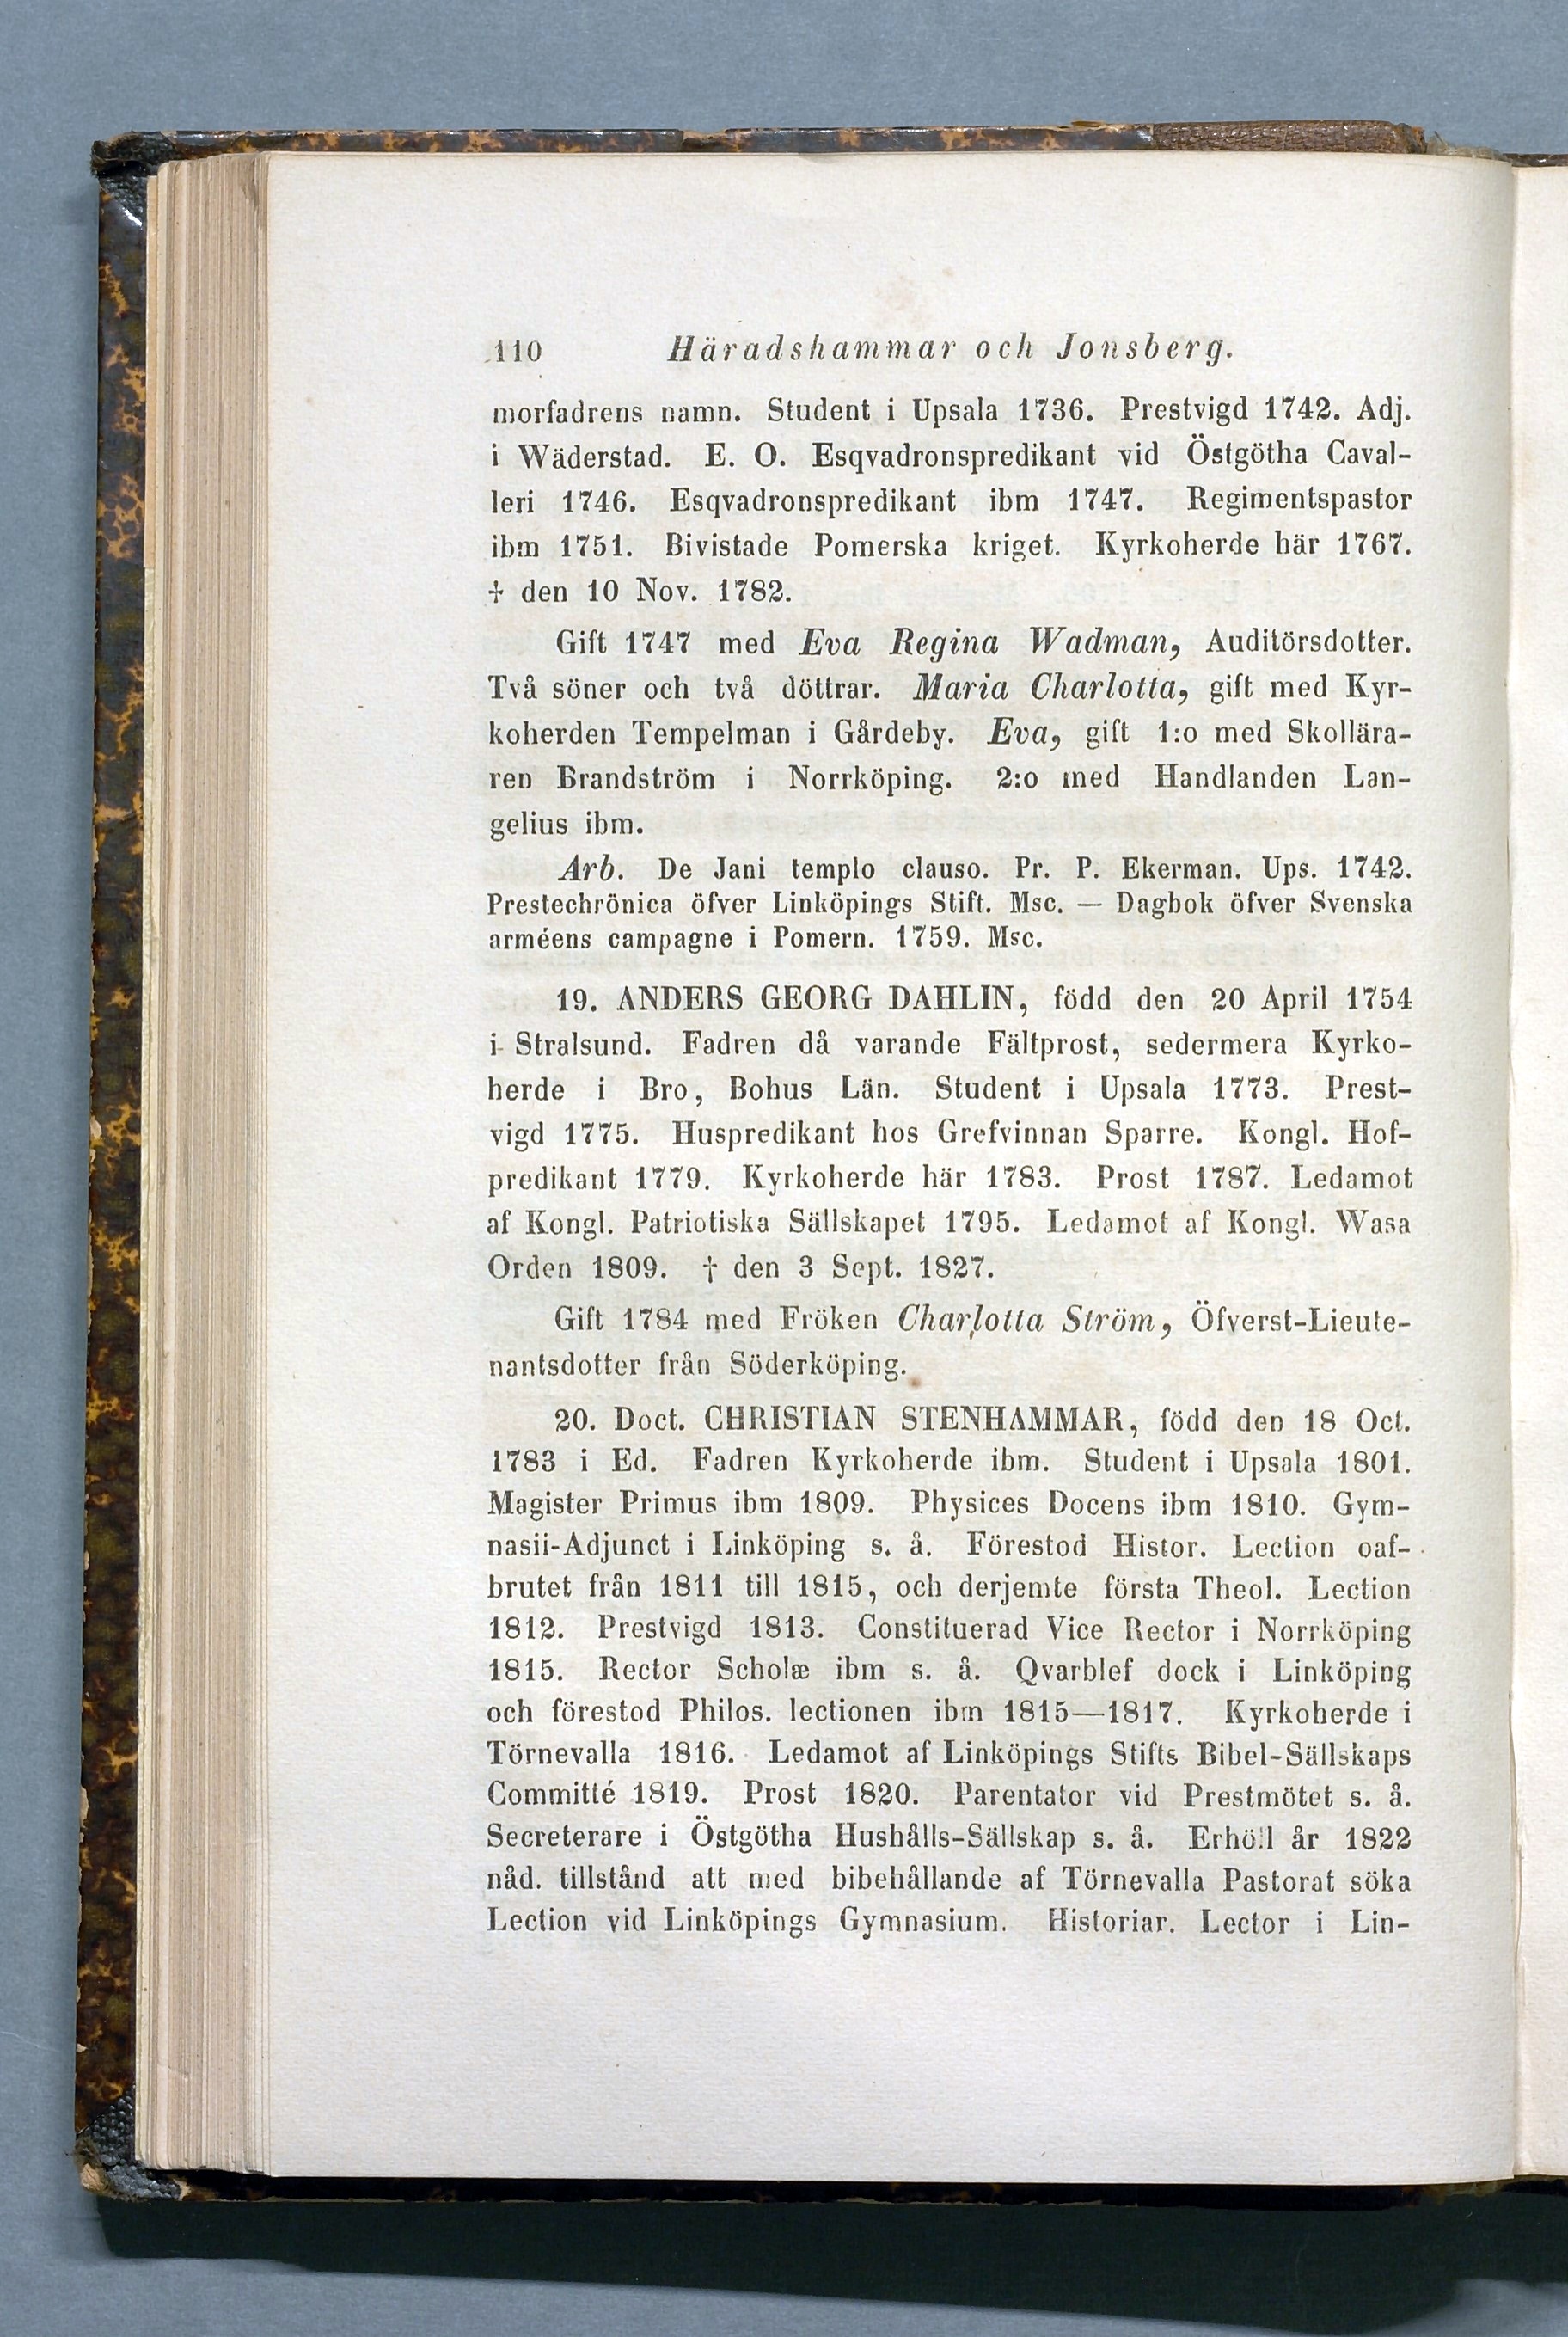 110 Häradshammar och Jonsberg.
morfadrens namn. Student i Upsala 1736. Prestvigd 1742. Adj.
i Wäderstad. E. O. Esqvadronspredikant vid Östgötha Caval-
leri 1746. Esqvadronspredikant ibm 1747. Regimentspastor
ibm 1751. Bivistade Pomerska kriget. Kyrkoherde här 1767.
† den 10 Nov. 1782.
Gift 1747 med Eva Regina Wadman, Auditörsdotter.
Två söner och två döttrar. Maria Charlotta, gift med Kyr-
koherden Tempelman i Gårdeby. Eva, gift 1:o med Skollära-
ren Brandström i Norrköping. 2:o med Handlanden Lan-
gelius ibm.
Arb. De Jani templo clauso. Pr. P. Ekerman. Ups. 1742.
Prestechrönica öfver Linköpings Stift. Msc. — Dagbok öfver Svenska
arméens campagne i Pomern. 1759. Msc.
19. ANDERS GEORG DAHLIN, född den 20 April 1754
i Stralsund. Fadren då varande Fältprost, sedermera Kyrko-
herde i Bro, Bohus Län. Student i Upsala 1773. Prest-
vigd 1775. Huspredikant hos Grefvinnan Sparre. Kongl. Hof-
predikant 1779. Kyrkoherde här 1783. Prost 1787. Ledamot
af Kongl. Patriotiska Sällskapet 1795. Ledamot af Kongl. Wasa
Orden 1809. † den 3 Sept. 1827.
Gift 1784 med Fröken Charlotta Ström, Öfverst-Lieute-
nantsdotter från Söderköping.
20. Doct. CHRISTIAN STENHAMMAR, född den 18 Oct.
1783 i Ed. Fadren Kyrkoherde ibm. Student i Upsala 1801.
Magister Primus ibm 1809. Physices Docens ibm 1810. Gym-
nasii-Adjunct i Linköping s. å. Förestod Histor. Lection oaf-
brutet från 1811 till 1815, och derjemte första Theol. Lection
1812. Prestvigd 1813. Constituerad Vice Rector i Norrköping
1815. Rector Scholæ ibm s. å. Qvarblef dock i Linköping
och förestod Philos. lectionen ibm 1815—1817. Kyrkoherde i
Törnevalla 1816. Ledamot af Linköpings Stifts Bibel-Sällskaps
Committé 1819. Prost 1820. Parentator vid Prestmötet s. å.
Secreterare i Östgötha Hushålls-Sällskap s. å. Erhöll år 1822
nåd. tillstånd att med bibehållande af Törnevalla Pastorat söka
Lection vid Linköpings Gymnasium. Historiar. Lector i Lin-